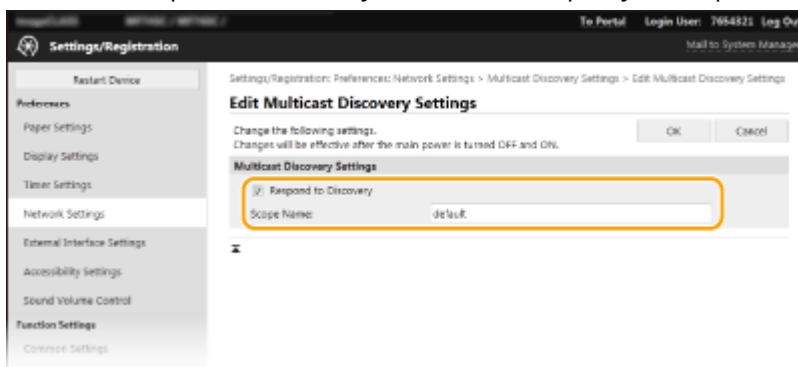 To Portal Login User: 7654321 Log Ou
Settings/Registration
Mail to System Manage
Restart Device
Preferences
Paper Settings
Display Settings
Timer Settings
Network Settings
External Interface Settings
Accessibility Settings
Sound Volume Control
Function Settings
Common Settings
Settings/Registration: Preferences: Network Settings > Multicast Discovery Settings > Edit Multicast Discovery Settings
Edit Multicast Discovery Settings
Change the following settings.
Changes will be effective after the main power is turned OFF and ON.
OK Cancel
Multicast Discovery Settings
Respond to Discovery
Scope Name: default